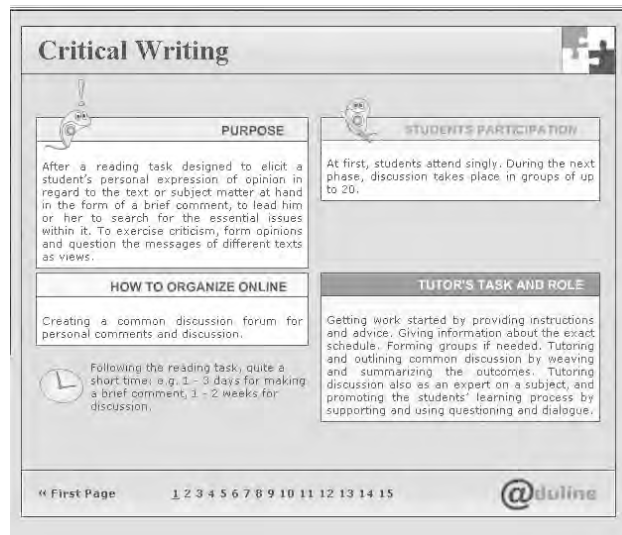 Critical Writing
PURPOSE
After a reading task designed to elicit a
student's personal expression of opinion in
regard to the text or subject matter at hand
in the form of a brief comment, to lead him
or her to search for the essential issues
within it. To exercise criticism, form opinions
and question the messages of different texts
as views.
STUDENTS PARTICIPATION
At first, students attend singly. During the next
phase, discussion takes place in groups of up
to 20.
HOW TO ORGANIZE ONLINE
Creating a common discussion forum for
personal comments and discussion.
Following the reading task, quite a
short time: e.g. 1 - 3 days for making
a brief comment, 1 - 2 weeks for
discussion.
TUTOR'S TASK AND ROLE
Getting work started by providing instructions
and advice. Giving information about the exact
schedule. Forming groups if needed. Tutoring
and outlining common discussion by weaving
and summarizing the outcomes. Tutoring
discussion also as an expert on a subject, and
promoting the students' learning process by
supporting and using questioning and dialogue.
« First Page 1 2 3 4 5 6 7 8 9 10 11 12 13 14 15
@duline